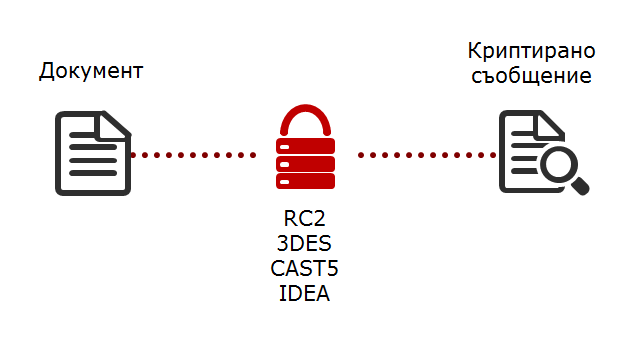 Документ
Криптирано
съобщение
RC2
3DES
CAST5
IDEA